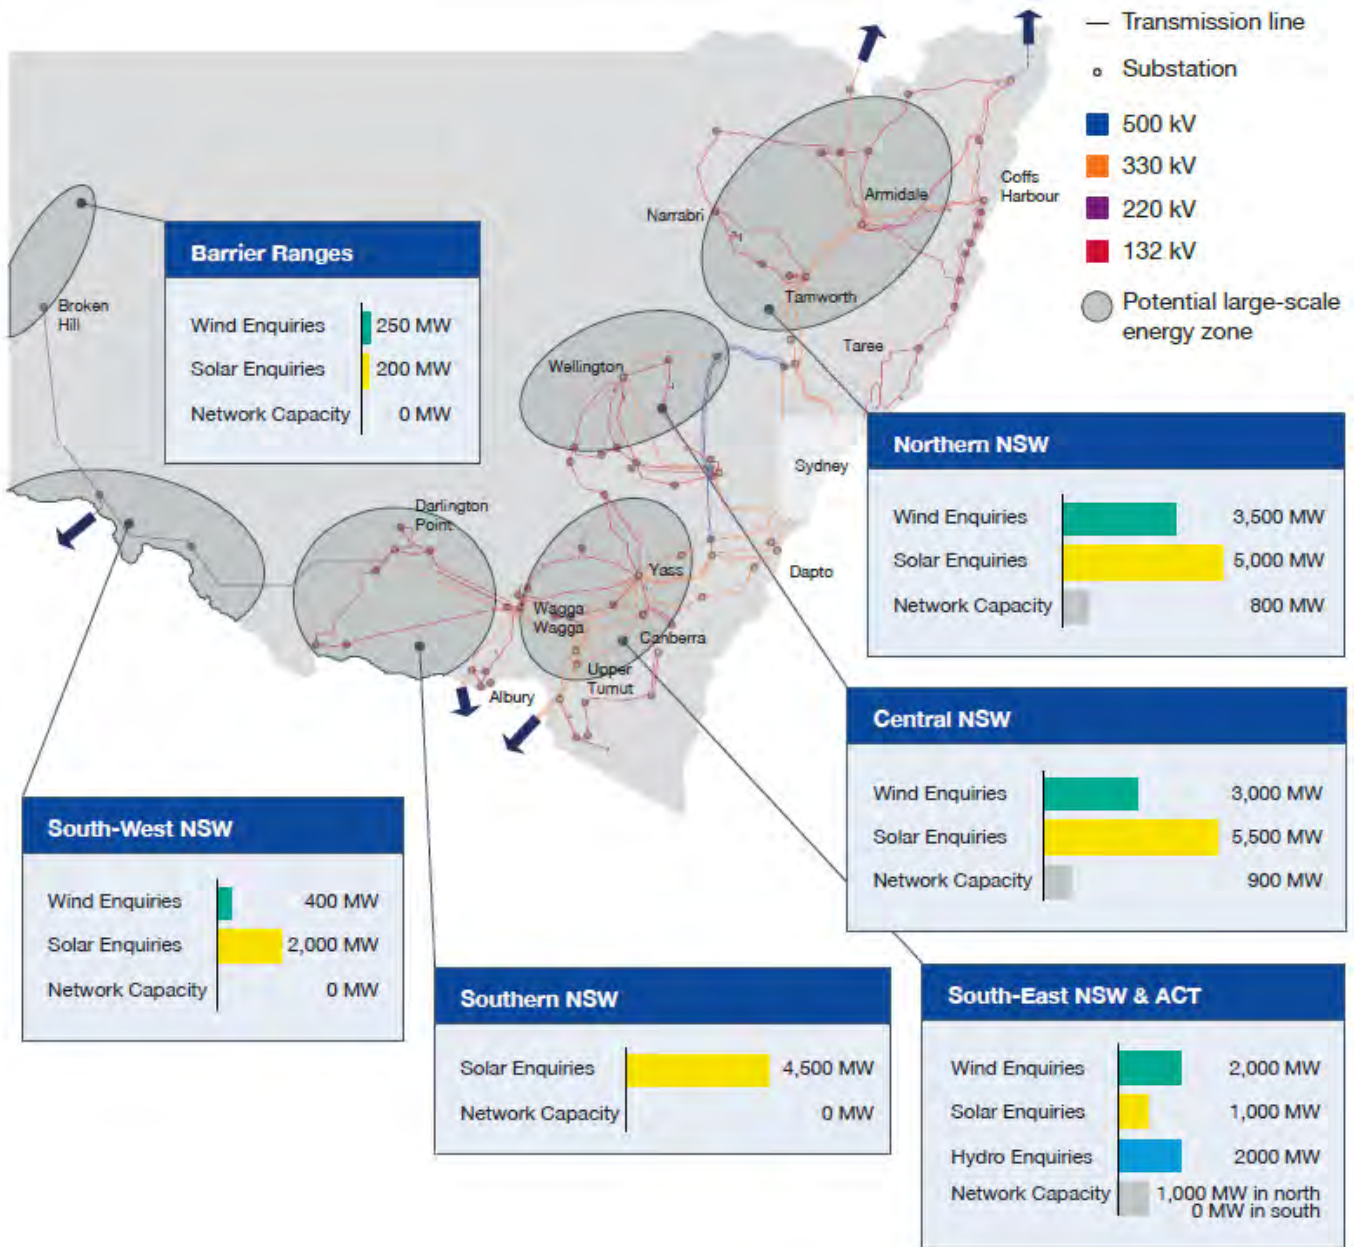 Transmission line
Substation
500 kV
330 kV
220 kV
132 kV
Potential large-scale
energy zone
Coffs
Harbour
Armidale
Narrabri
Tamworth
Taree
Wellington
Sydney
Broken
Hill
Darlington
Point
Yass
Dapto
Wagga
Wagga
Canberra
Upper
Tumut
Albury
Barrier Ranges
Wind Enquiries 250 MW
Solar Enquiries 200 MW
Network Capacity 0 MW
Northern NSW
Wind Enquiries 3,500 MW
Solar Enquiries 5,000 MW
Network Capacity 800 MW
Central NSW
Wind Enquiries 3,000 MW
Solar Enquiries 5,500 MW
Network Capacity 900 MW
South-West NSW
Wind Enquiries 400 MW
Solar Enquiries 2,000 MW
Network Capacity 0 MW
Southern NSW
Solar Enquiries 4,500 MW
Network Capacity 0 MW
South-East NSW & ACT
Wind Enquiries 2,000 MW
Solar Enquiries 1,000 MW
Hydro Enquiries 2000 MW
Network Capacity 1,000 MW in north
0 MW in south